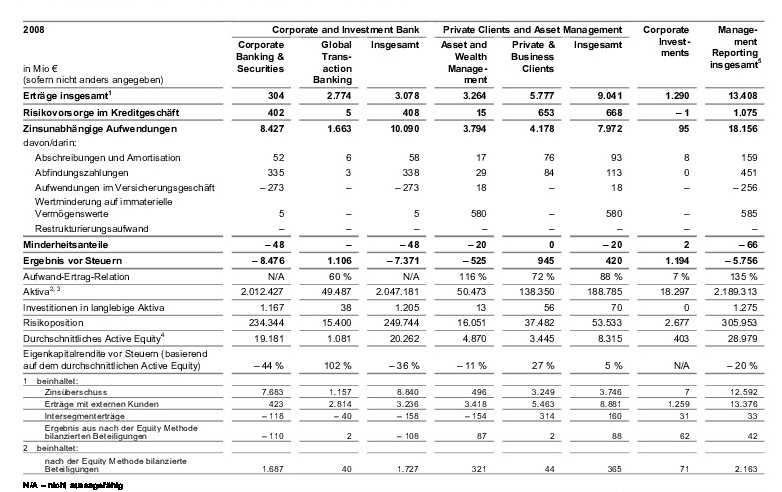 2008 Corporate and Investment Bank Private Clients and Asset Management Corporate Manage-
Corporate Global Insgesamt Asset and Private & Insgesamt Invest- ment
Banking & Trans- Wealth Business ments Reporting
Securities action Manage- Clients insgesamt5
in Mio € Banking ment
(sofern nicht anders angegeben)
Erträge insgesamt1 304 2.774 3.078 3.264 5.777 9.041 1.290 13.408
Risikovorsorge im Kreditgeschäft 402 5 408 15 653 668 – 1 1.075
Zinsunabhängige Aufwendungen 8.427 1.663 10.090 3.794 4.178 7.972 95 18.156
davon/darin:
Abschreibungen und Amortisation 52 6 58 17 76 93 8 159
Abfindungszahlungen 335 3 338 29 84 113 0 451
Aufwendungen im Versicherungsgeschäft – 273 – – 273 18 – 18 – – 256
Wertminderung auf immaterielle
Vermögenswerte 5 – 5 580 – 580 – 585
Restrukturierungsaufwand – – – – – – – –
Minderheitsanteile – 48 – – 48 – 20 0 – 20 2 – 66
Ergebnis vor Steuern – 8.476 1.106 – 7.371 – 525 945 420 1.194 – 5.756
Aufwand-Ertrag-Relation N/A 60 % N/A 116 % 72 % 88 % 7 % 135 %
Aktiva2, 3 2.012.427 49.487 2.047.181 50.473 138.350 188.785 18.297 2.189.313
Investitionen in langlebige Aktiva 1.167 38 1.205 13 56 70 0 1.275
Risikoposition 234.344 15.400 249.744 16.051 37.482 53.533 2.677 305.953
Durchschnittliches Active Equity4 19.181 1.081 20.262 4.870 3.445 8.315 403 28.979
Eigenkapitalrendite vor Steuern (basierend
auf dem durchschnittlichen Active Equity) – 44 % 102 % – 36 % – 11 % 27 % 5 % N/A – 20 %
1 beinhaltet:
Zinsüberschuss 7.683 1.157 8.840 496 3.249 3.746 7 12.592
Erträge mit externen Kunden 423 2.814 3.236 3.418 5.463 8.881 1.259 13.376
Intersegmenterträge – 118 – 40 – 158 – 154 314 160 31 33
Ergebnis aus nach der Equity Methode
bilanzierten Beteiligungen – 110 2 – 108 87 2 88 62 42
2 beinhaltet:
nach der Equity Methode bilanzierte
Beteiligungen 1.687 40 1.727 321 44 365 71 2.163
N/A – nicht aussagefähig